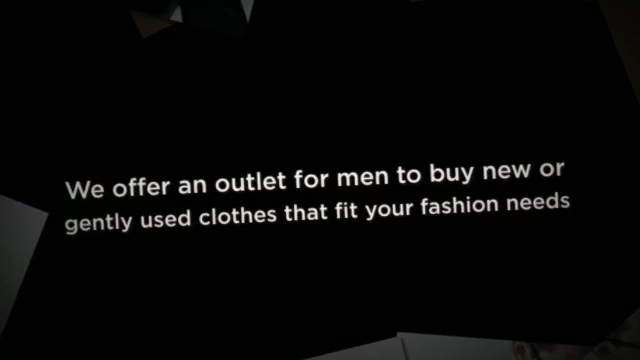 We offer an outlet for men to buy new or
gently used clothes that fit your fashion needs